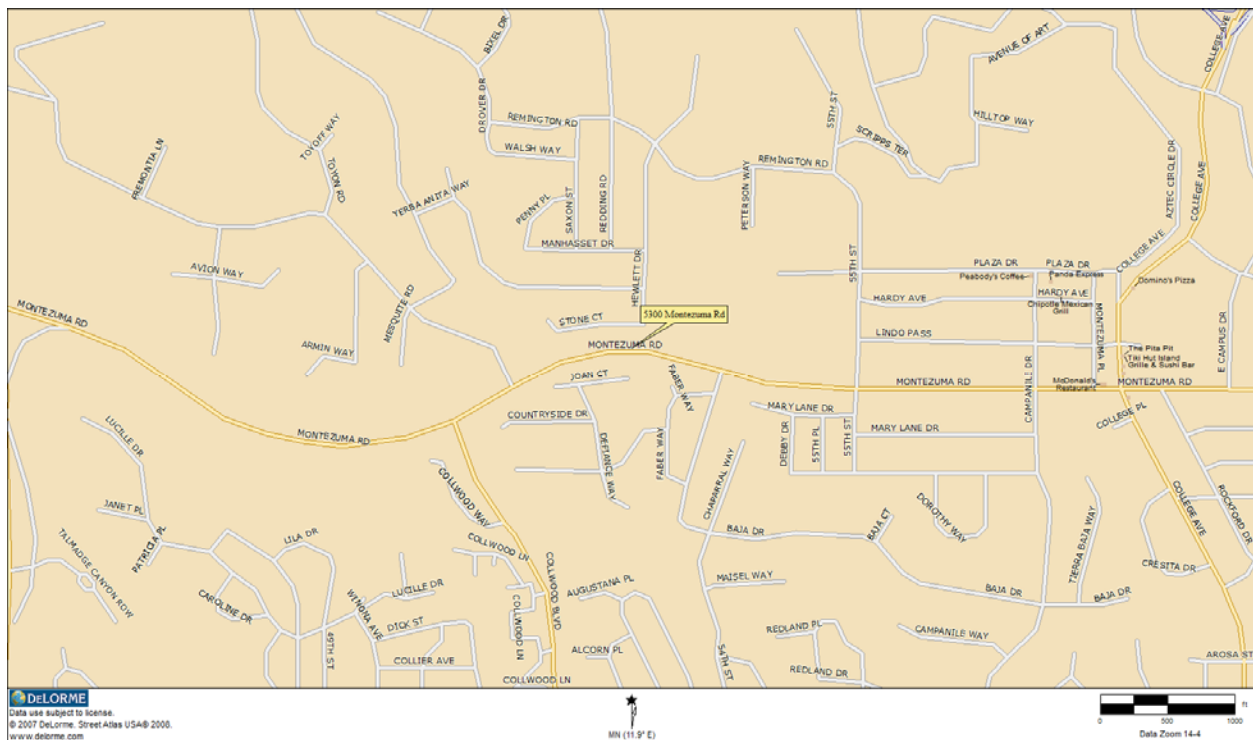 BIXEL DR
COLLEGE AVE
AVENUE OF ART
DROVER DR
REMINGTON RD
55TH ST
HILLTOP WAY
TOYOFF WAY
WALSH WAY
SCRIPPS TER
FREMONTIA LN
REMINGTON RD
AZTEC CIRCLE DR
COLLEGE AVE
TOYON RD
YERBA ANITA WAY
PENNY PL
SAXON ST
REDDING RD
PETERSON WAY
MANHASSET DR
55TH ST
COLLEGE AVE
AVION WAY
HEWLETT DR
PLAZA DR
PLAZA DR
Peabody's Coffee
Panda Express
Domino's Pizza
HARDY AVE
HARDY AVE
Chipotle Mexican
Grill
MONTEZUMA RD
MESQUITE RD
STONE CT
5300 Montezuma Rd
LINDO PASS
MONTEZUMA PL
E CAMPUS DR
ARMIN WAY
MONTEZUMA RD
The Pita Pit
Tiki Hut Island
Grille & Sushi Bar
JOAN CT
FABER WAY
MONTEZUMA RD
CAMPANILE DR
McDonald's
Restaurant
MONTEZUMA RD
COUNTRYSIDE DR
MARY LANE DR
COLLEGE PL
LUCILLE DR
MONTEZUMA RD
DEFIANCE WAY
FABER WAY
DEBBY DR
55TH PL
55TH ST
MARY LANE DR
COLLWOOD WAY
CHAPARRAL WAY
JANET PL
DOROTHY WAY
COLLEGE AVE
ROCKFORD DR
PATRICIA PL
LILA DR
COLLWOOD LN
BAJA DR
BAJA CT
TIERRA BAJA WAY
TALMADGE CANYON ROW
COLLWOOD BLVD
CRESITA DR
CAROLINE DR
WINONA AVE
LUCILLE DR
AUGUSTANA PL
MAISEL WAY
BAJA DR
BAJA DR
49TH ST
DICK ST
COLLWOOD LN
REDLAND PL
CAMPANILE WAY
COLLIER AVE
ALCORN PL
54TH ST
AROSA ST
COLLWOOD LN
REDLAND DR
DELORME
Data use subject to license.
© 2007 DeLorme. Street Atlas USA® 2008.
www.delorme.com
MN (11.9° E)
ft
0 500 1000
Data Zoom 14-4